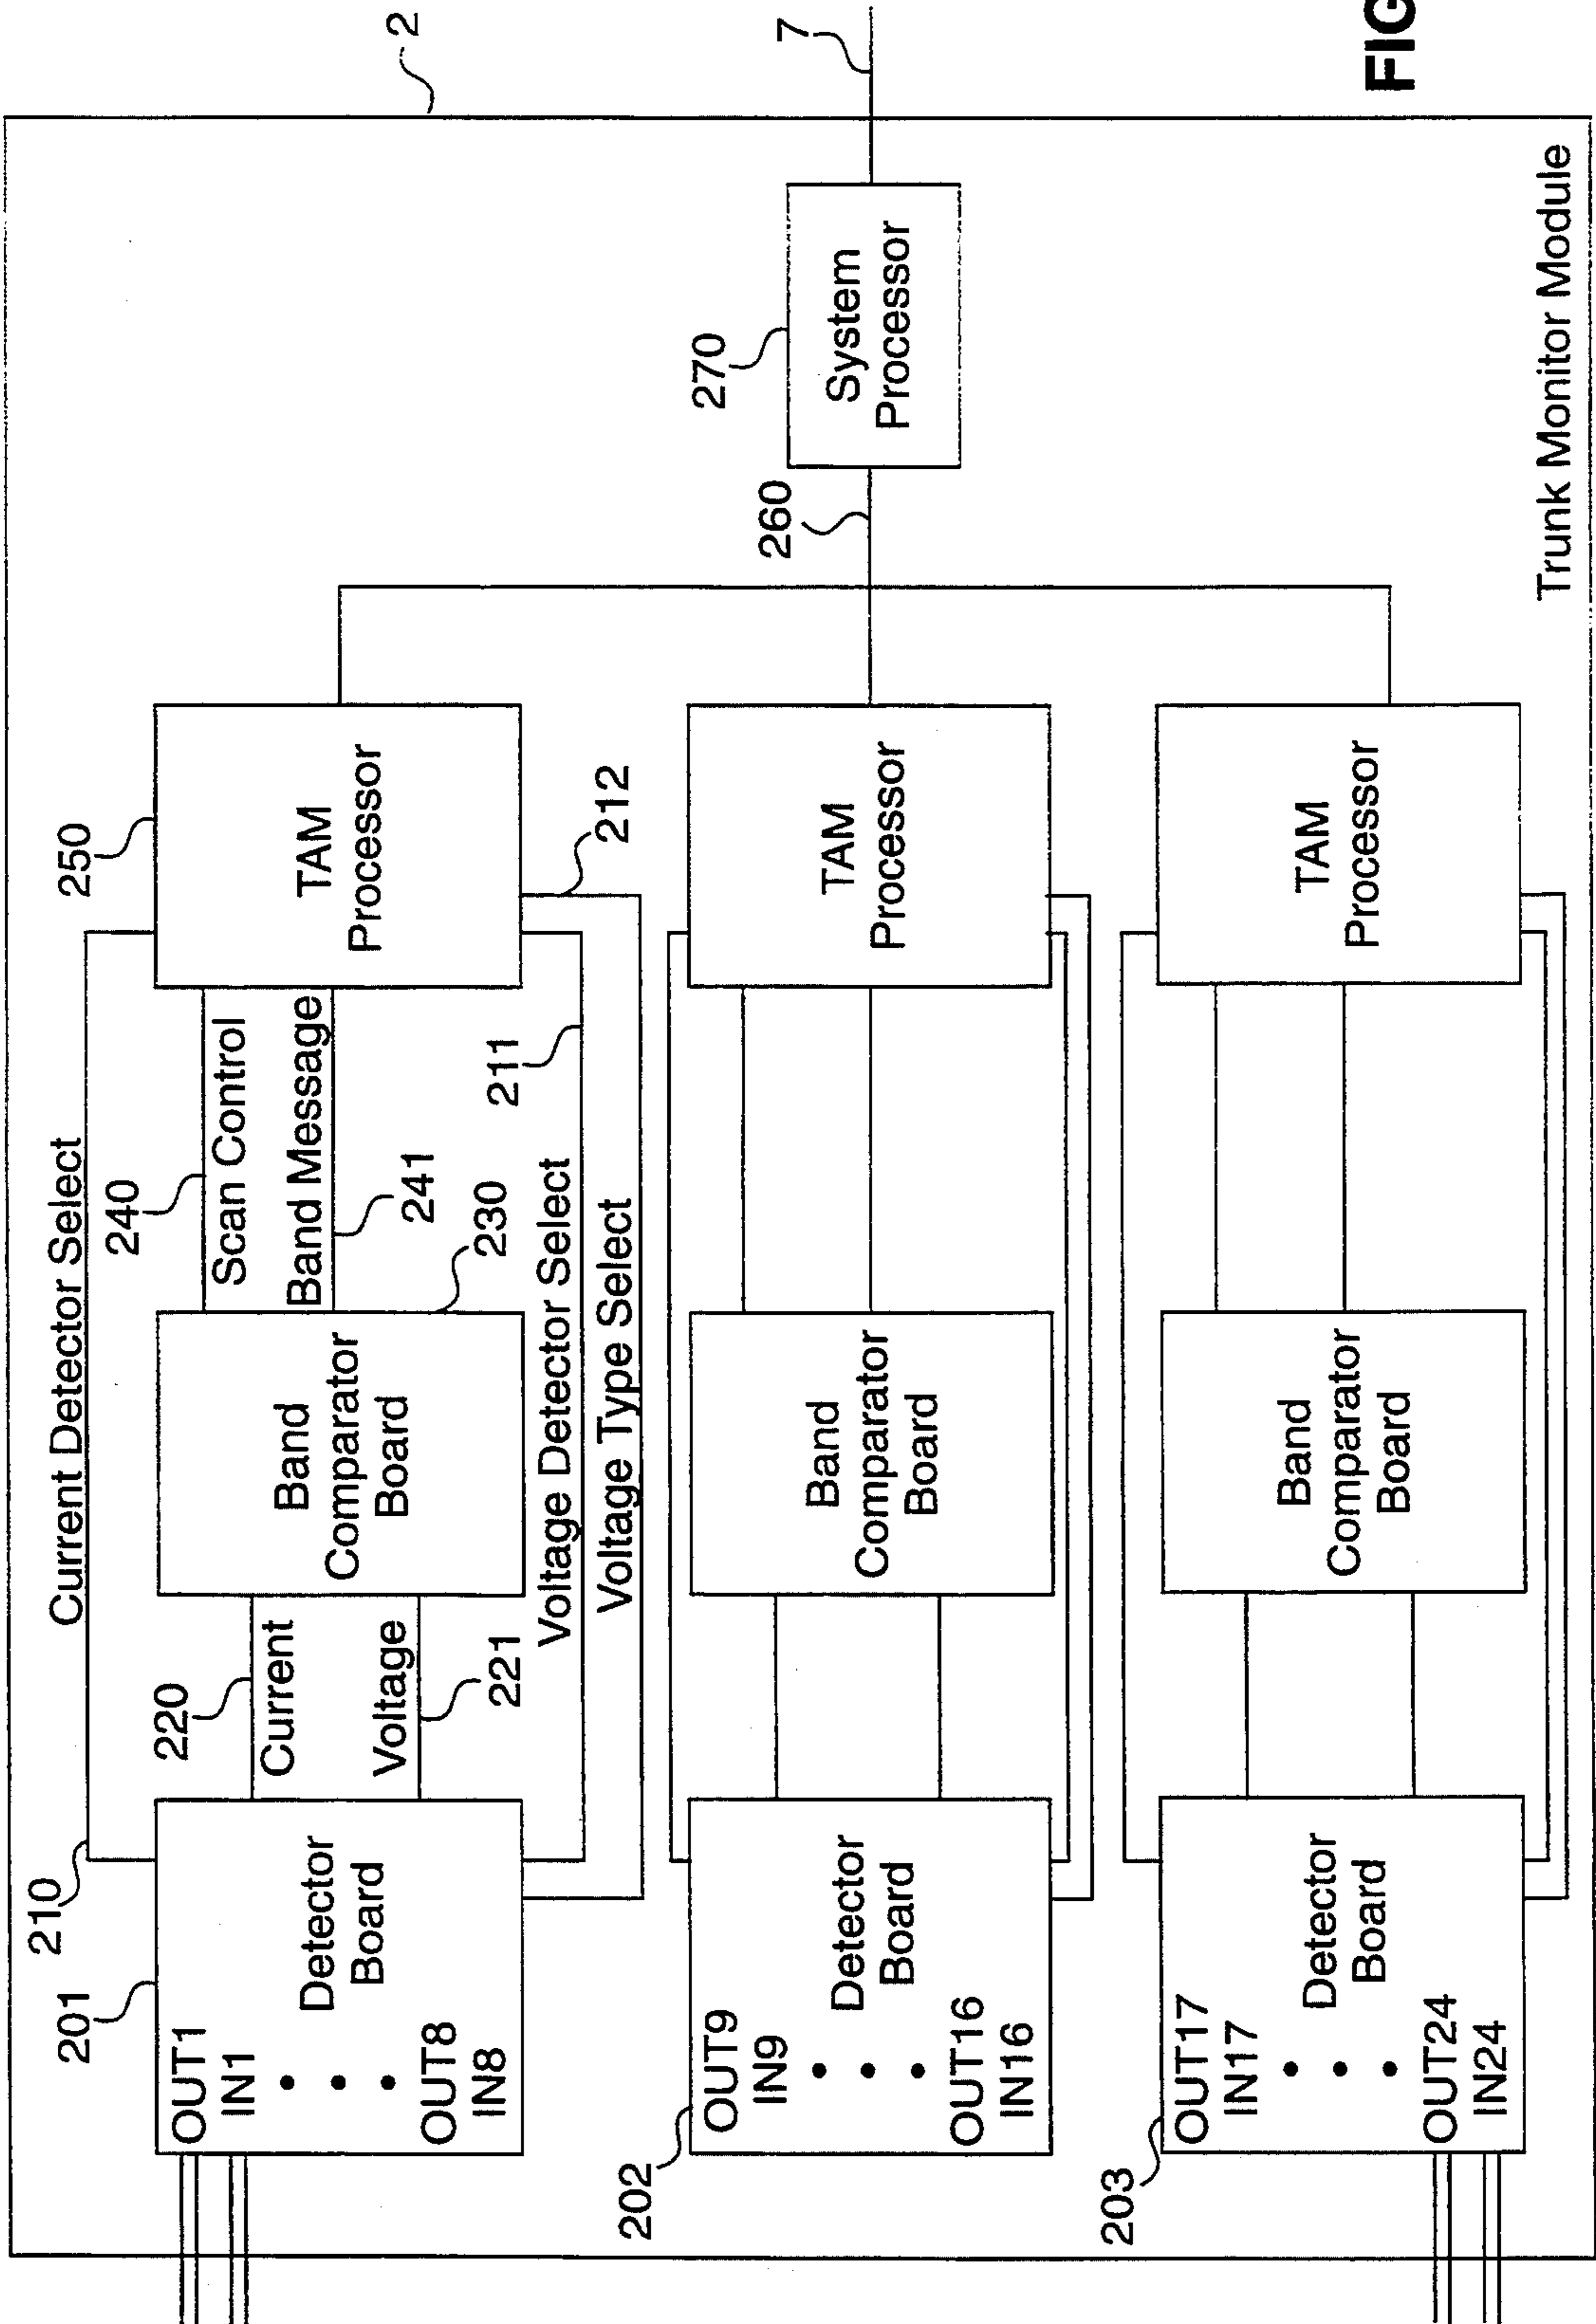 2
7
FIG
Current Detector Select
210
201
OUT1
IN1
OUT8
IN8
Detector
Board
220
Current
Voltage
221
Band
Comparator
Board
230
240
Scan Control
Band Message
241
250
TAM
Processor
211
212
Voltage Detector Select
Voltage Type Select
202
OUT9
IN9
OUT16
IN16
Detector
Board
Band
Comparator
Board
TAM
Processor
260
270
System
Processor
203
OUT17
IN17
OUT24
IN24
Detector
Board
Band
Comparator
Board
TAM
Processor
Trunk Monitor Module